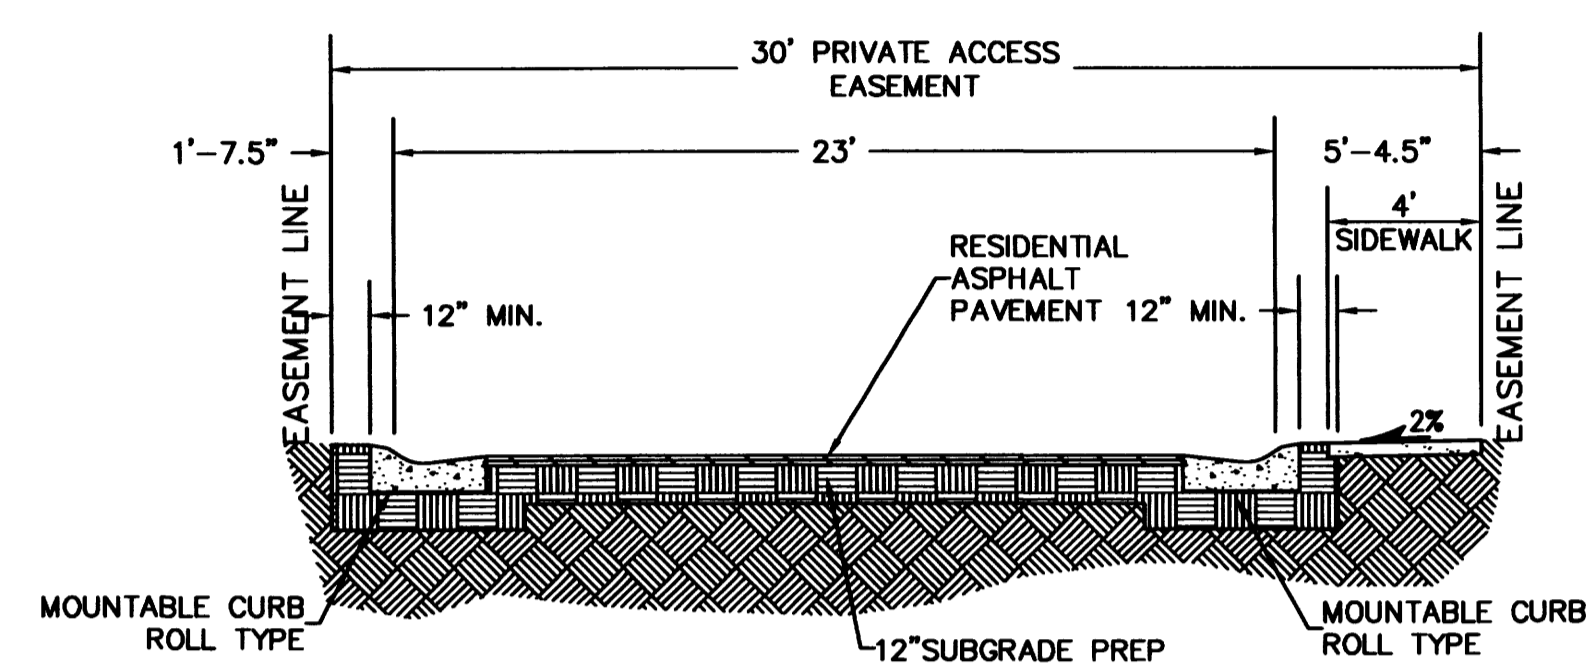 30' PRIVATE ACCESS
EASEMENT
1'-7.5"
23'
5'-4.5"
4'
SIDEWALK
EASEMENT LINE
EASEMENT LINE
RESIDENTIAL
ASPHALT
PAVEMENT
12" MIN.
12" MIN.
2%
MOUNTABLE CURB
ROLL TYPE
12"SUBGRADE PREP
MOUNTABLE CURB
ROLL TYPE